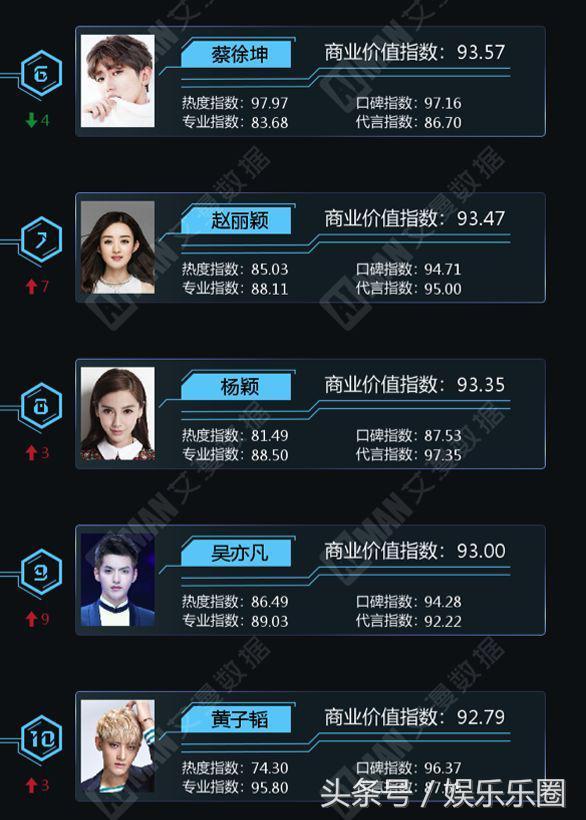 6
蔡徐坤
商业价值指数：93.57
热度指数：97.97
口碑指数：97.16
4
专业指数：83.68
代言指数：86.70
7
赵丽颖
商业价值指数：93.47
热度指数：85.03
口碑指数：94.71
7
专业指数：88.11
代言指数：95.00
8
杨颖
商业价值指数：93.35
热度指数：81.49
口碑指数：87.53
3
专业指数：88.50
代言指数：97.35
9
吴亦凡
商业价值指数：93.00
热度指数：86.49
口碑指数：94.28
9
专业指数：89.03
代言指数：92.22
10
黄子韬
商业价值指数：92.79
热度指数：74.30
口碑指数：96.37
3
专业指数：95.80
头条号 / 娱乐乐圈
艾曼数据